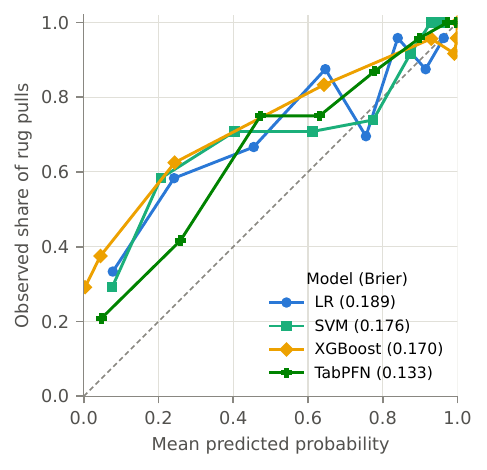 Observed share of rug pulls
1.0
0.8
0.6
0.4
0.2
0.0
Model (Brier)
LR (0.189)
SVM (0.176)
XGBoost (0.170)
TabPFN (0.133)
0.0 0.2 0.4 0.6 0.8 1.0
Mean predicted probability